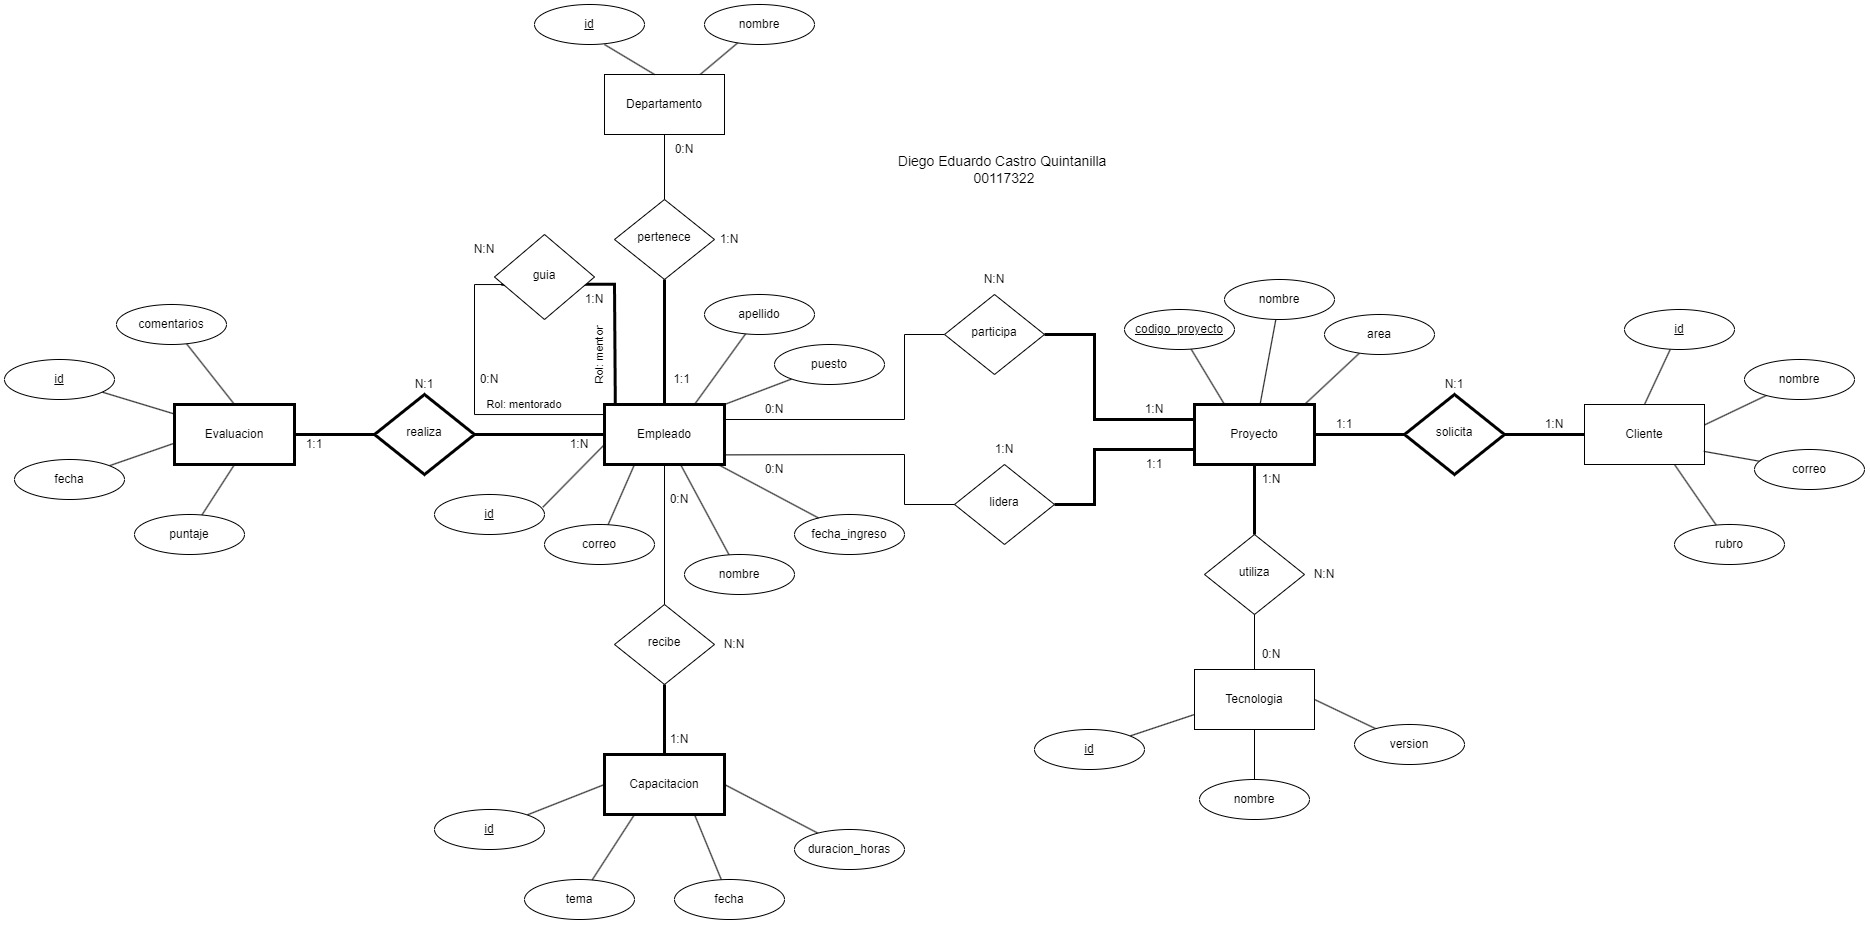 id
nombre
Departamento
0:N
Diego Eduardo Castro Quintanilla
00117322
pertenece
1:N
N:N
guia
1:N
Rol: mentor
0:N
Rol: mentorado
1:1
comentarios
id
Evaluacion
fecha
puntaje
1:1
N:1
realiza
1:N
Empleado
apellido
puesto
id
correo
nombre
fecha_ingreso
0:N
N:N
participa
1:N
0:N
1:N
lidera
1:1
codigo_proyecto
nombre
area
Proyecto
1:1
N:1
solicita
1:N
Cliente
id
nombre
correo
rubro
1:N
utiliza
N:N
0:N
Tecnologia
id
nombre
version
0:N
recibe
N:N
1:N
Capacitacion
id
tema
fecha
duracion_horas